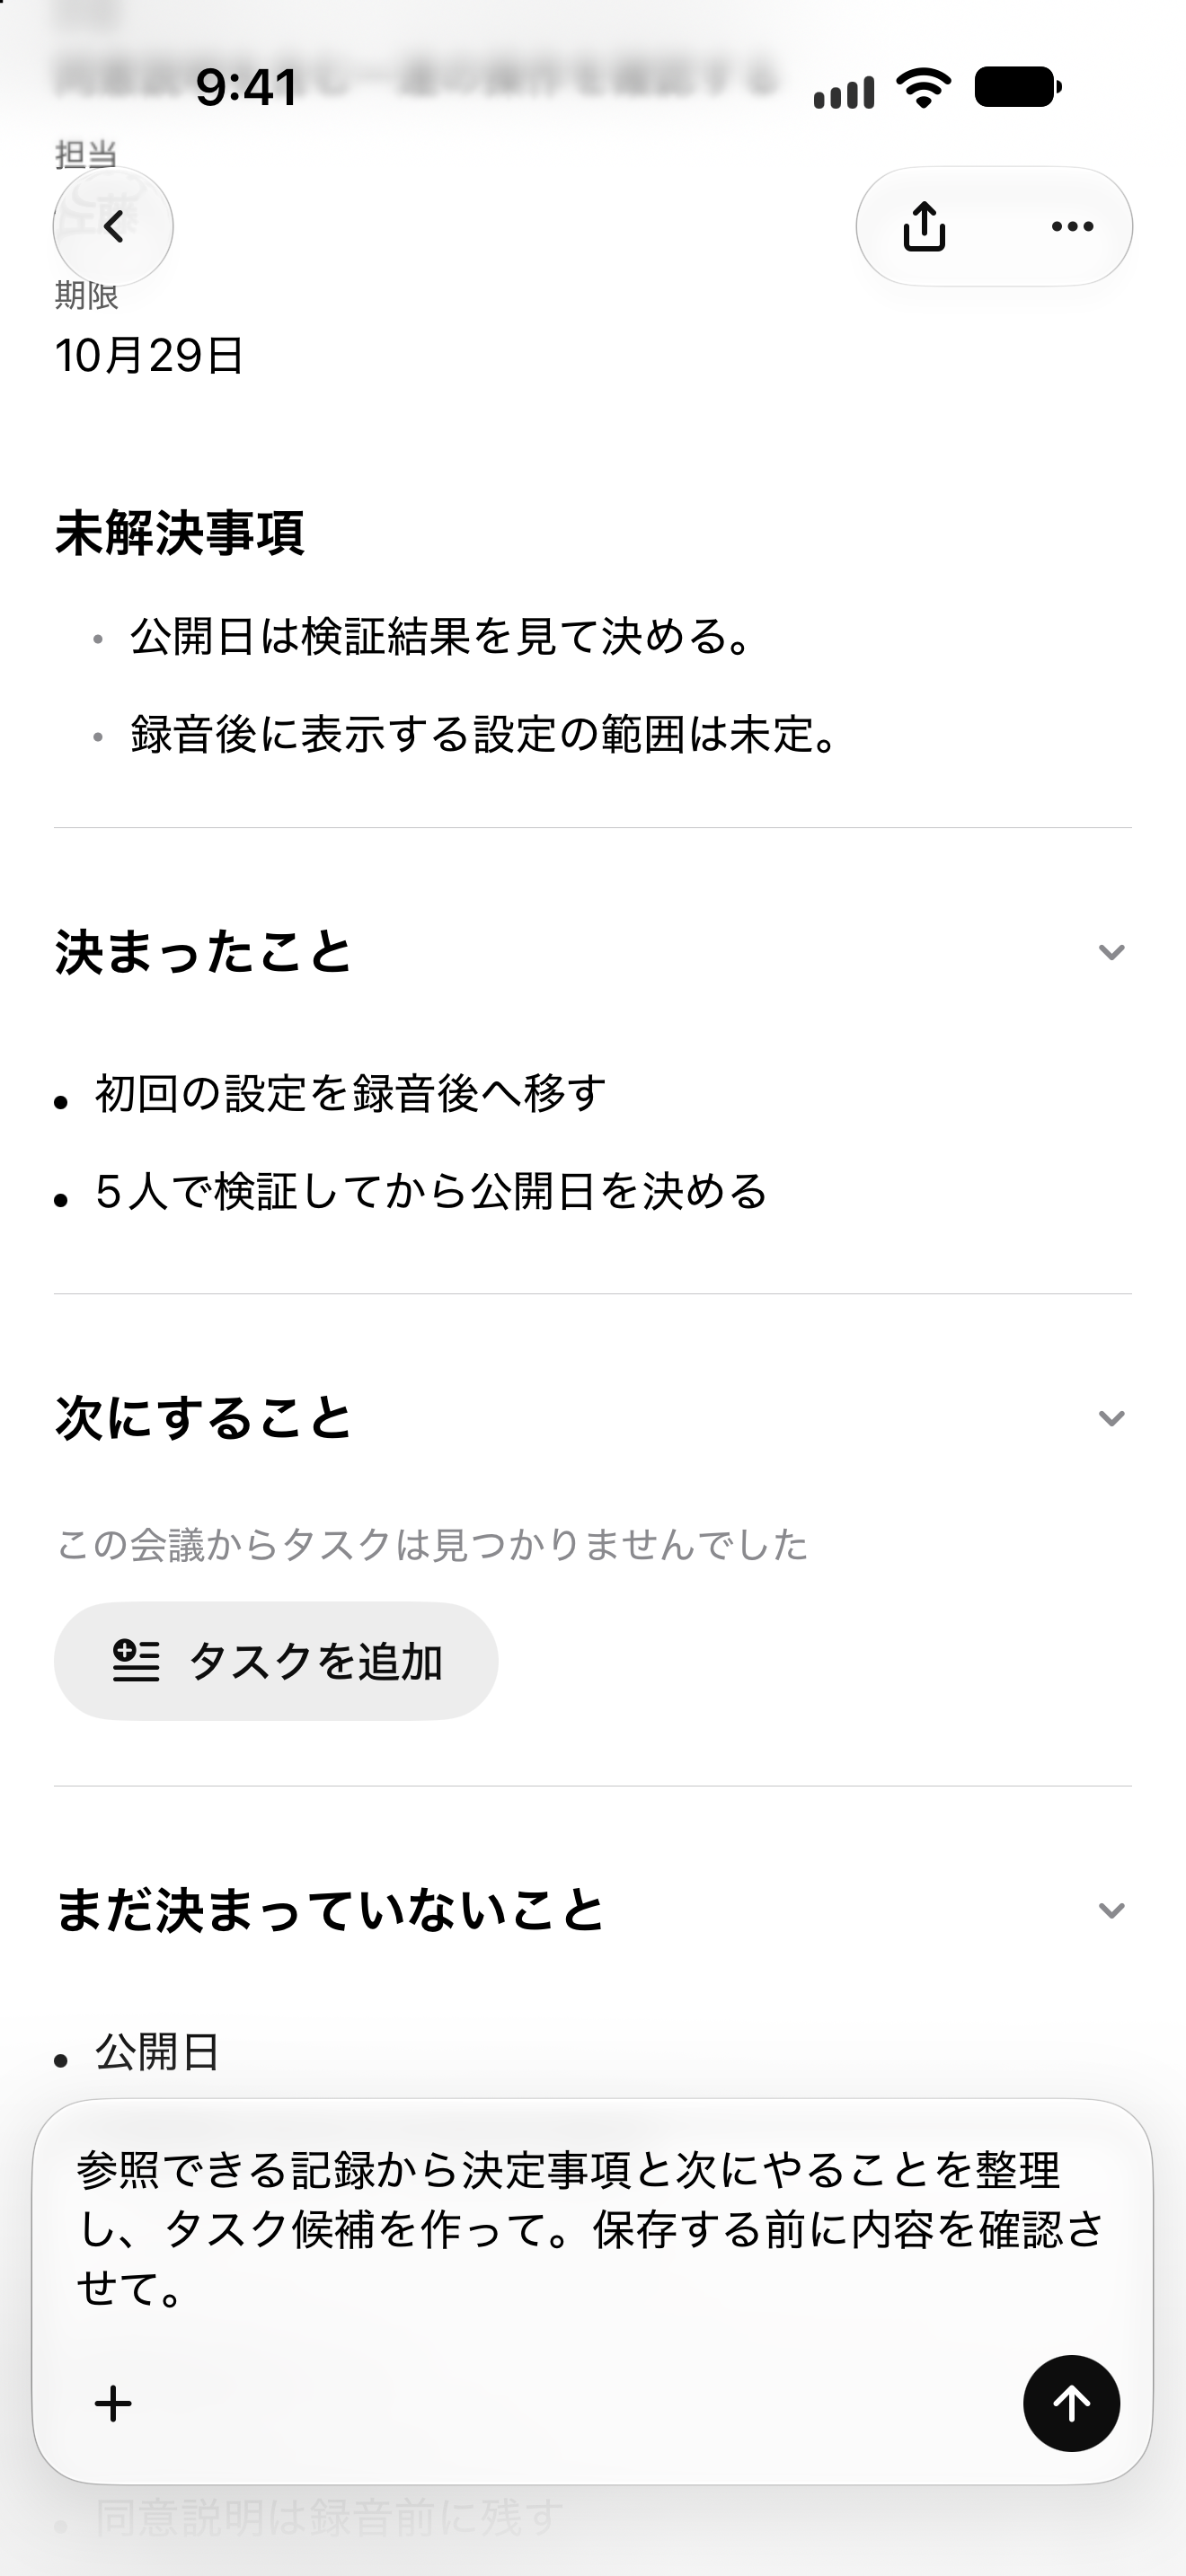 9:41
担当
期限
10月29日
未解決事項
公開日は検証結果を見て決める。
録音後に表示する設定の範囲は未定。
決まったこと
初回の設定を録音後へ移す
5人で検証してから公開日を決める
次にすること
この会議からタスクは見つかりませんでした
タスクを追加
まだ決まっていないこと
公開日
参照できる記録から決定事項と次にやることを整理
し、タスク候補を作って。保存する前に内容を確認さ
せて。
同意説明は録音前に残す